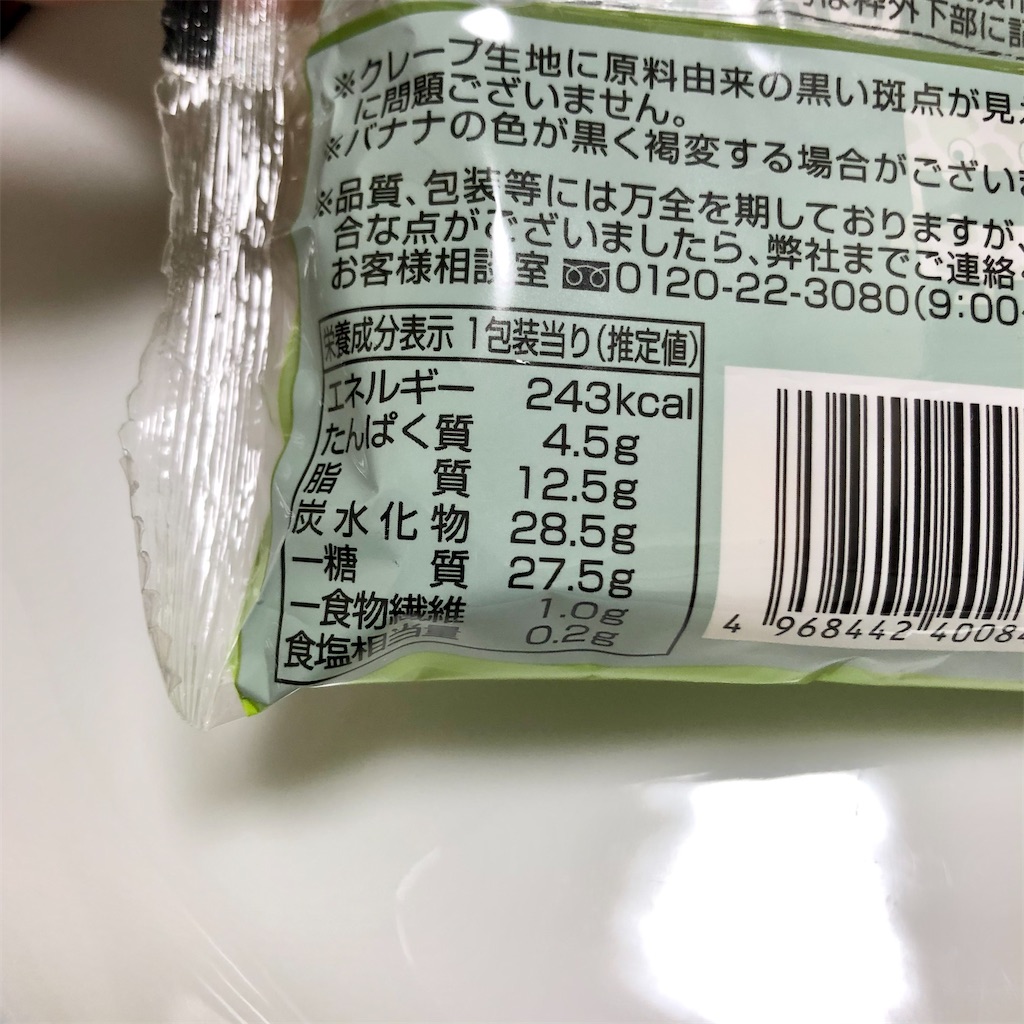 枠外下部に
※クレープ生地に原料由来の黒い斑点が見
に問題ございません。
※バナナの色が黒く褐変する場合がござい
※品質、包装等には万全を期しておりますが、
合な点がございましたら、弊社までご連絡
お客様相談室 0120-22-3080(9:00
栄養成分表示 1包装当り(推定値)
エネルギー 243kcal
たんぱく質 4.5g
脂質 12.5g
炭水化物 28.5g
ー糖質 27.5g
ー食物繊維 1.0g
食塩相当量 0.2g
4 968442 40084